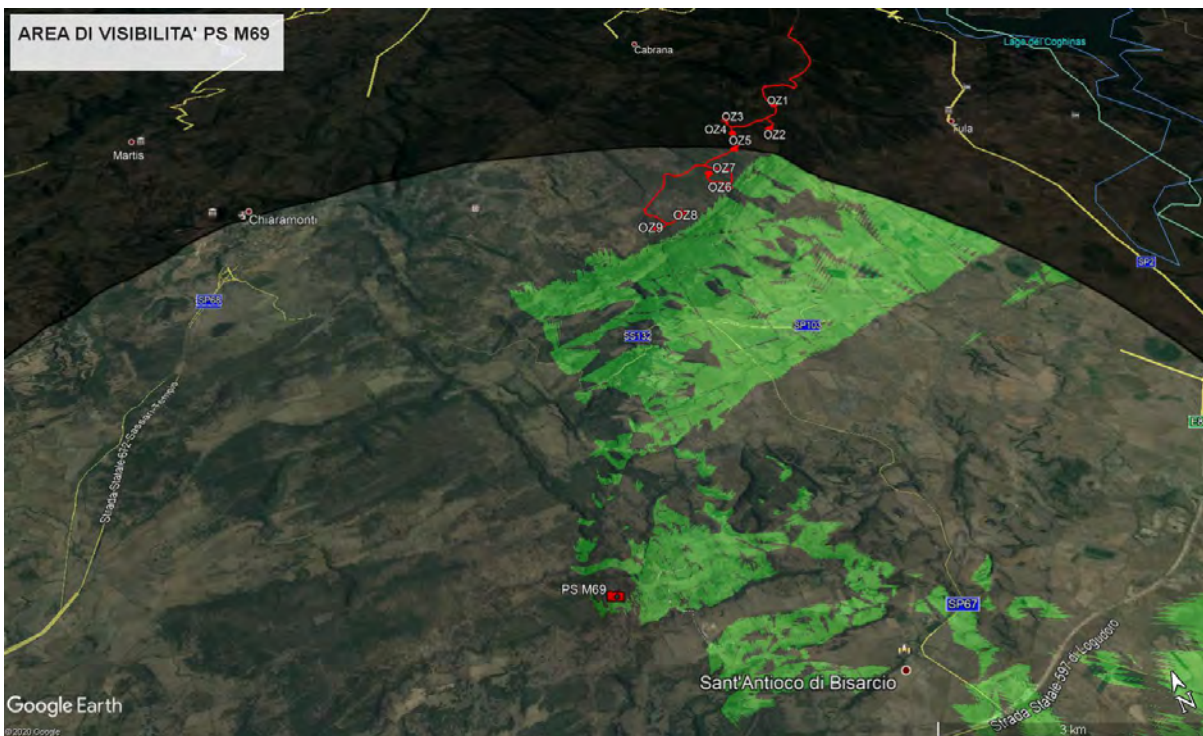 AREA DI VISIBILITA' PS M69
Cabrana
Lago del Coghinas
OZ1
OZ3
OZ4
OZ2
OZ5
Tula
Martis
OZ7
OZ6
Chiaramonti
OZ8
OZ9
SP2
SP68
SS132
SP103
Strada Statale 672 Sassari-Tempio
PS M69
SP67
Sant'Antioco di Bisarcio
Strada Statale 597 di Logudoro
N
Google Earth
©2020 Google
3 km